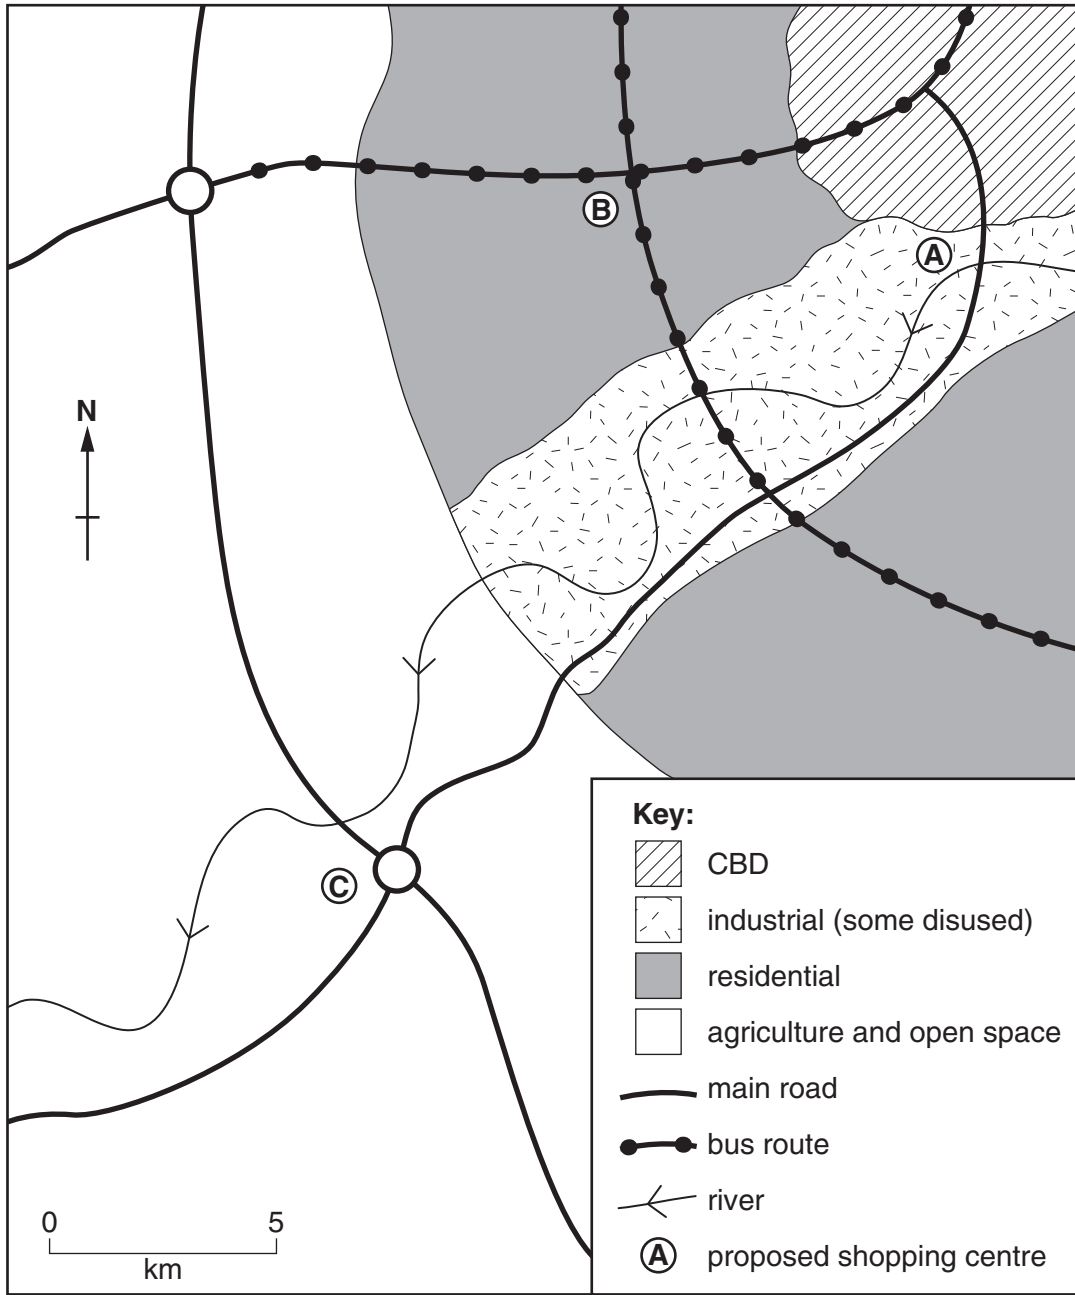 B
A
N
C
Key:
CBD
industrial (some disused)
residential
agriculture and open space
main road
bus route
river
A proposed shopping centre
0 5
km